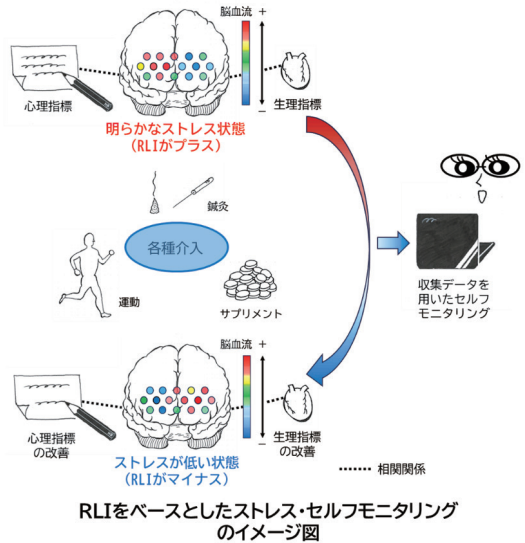 脳血流
+
−
心理指標
生理指標
明らかなストレス状態
（RLIがプラス）
鍼灸
各種介入
運動
サプリメント
収集データを
用いたセルフ
モニタリング
脳血流
+
−
心理指標
の改善
生理指標
の改善
ストレスが低い状態
（RLIがマイナス）
相関関係
RLIをベースとしたストレス・セルフモニタリング
のイメージ図